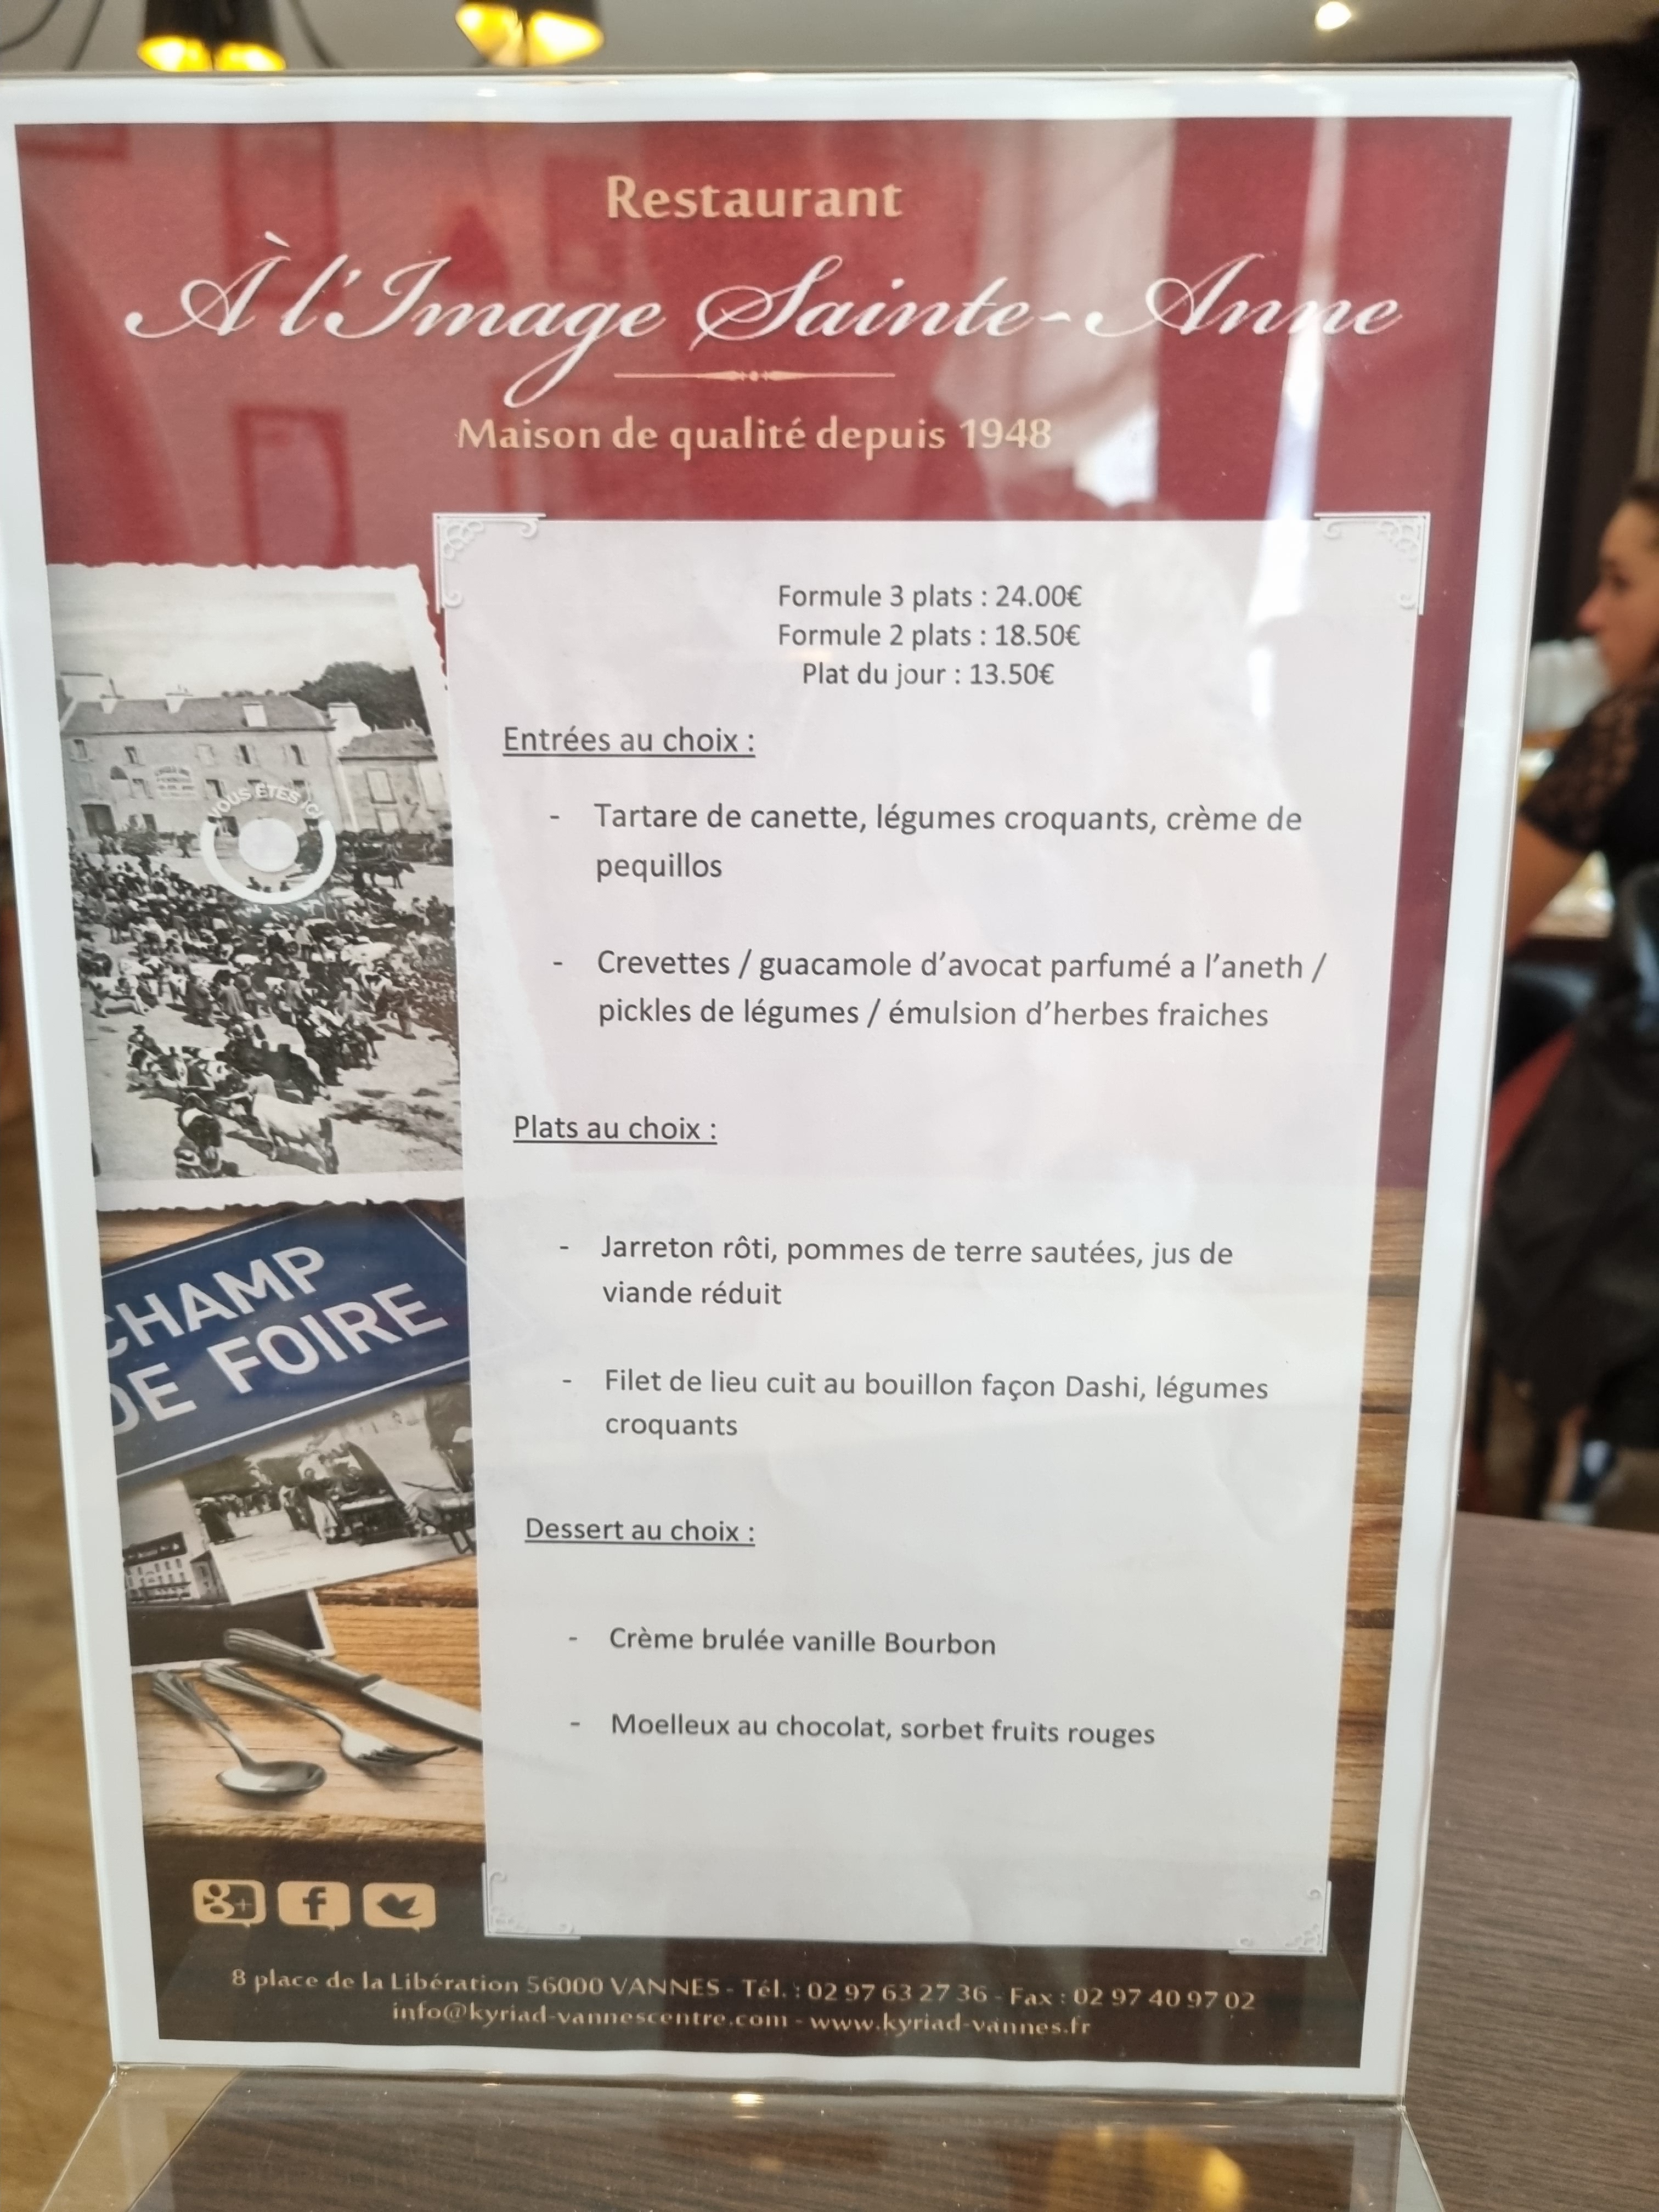 Restaurant
À l'Image Sainte-Anne
Maison de qualité depuis 1948
Formule 3 plats : 24.00€
Formule 2 plats : 18.50€
Plat du jour : 13.50€
Entrées au choix :
- Tartare de canette, légumes croquants, crème de
pequillos
- Crevettes / guacamole d’avocat parfumé a l’aneth /
pickles de légumes / émulsion d’herbes fraiches
Plats au choix :
- Jarreton rôti, pommes de terre sautées, jus de
viande réduit
- Filet de lieu cuit au bouillon façon Dashi, légumes
croquants
Dessert au choix :
- Crème brulée vanille Bourbon
- Moelleux au chocolat, sorbet fruits rouges
VOUS ÊTES ICI
CHAMP
DE FOIRE
g+ f
8 place de la Libération 56000 VANNES - Tél. : 02 97 63 27 36 - Fax : 02 97 40 97 02
info@kyriad-vannescentre.com - www.kyriad-vannes.fr